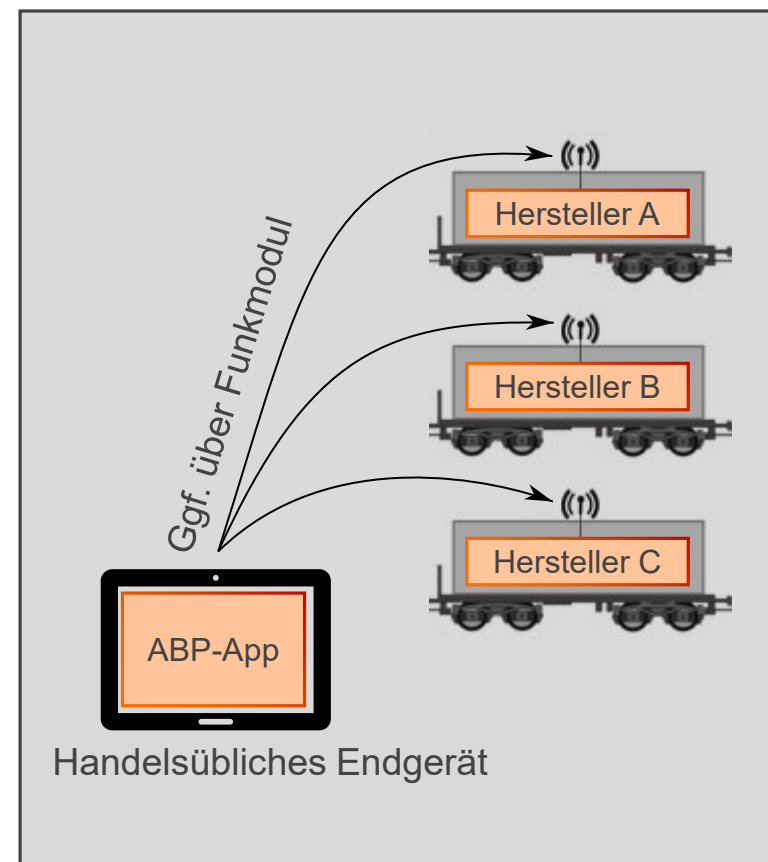 Hersteller A
Hersteller B
Hersteller C
Ggf. über Funkmodul
ABP-App
Handelsübliches Endgerät